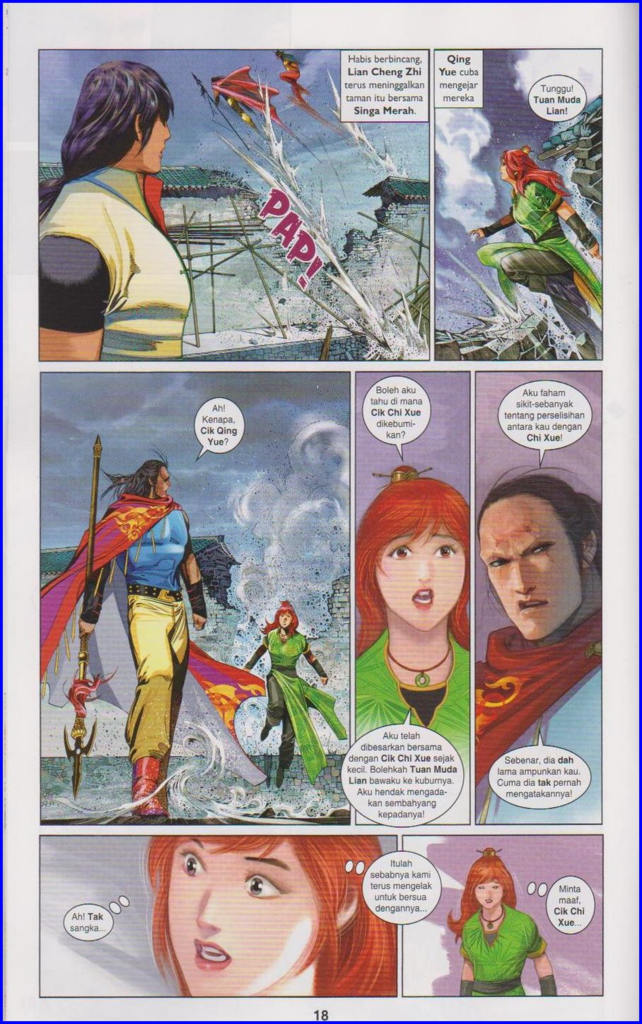 Habis berbincang,
Lian Cheng Zhi
terus meninggalkan
taman itu bersama
Singa Merah.
PAP!
Qing
Yue cuba
mengejar
mereka
Tunggu!
Tuan Muda
Lian!
Ah!
Kenapa,
Cik Qing
Yue?
Boleh aku
tahu di mana
Cik Chi Xue
dikebumi-
kan?
Aku telah
dibesarkan bersama
dengan Cik Chi Xue sejak
kecil. Bolehkah Tuan Muda
Lian bawaku ke kuburnya.
Aku hendak mengada-
kan sembahyang
kepadanya!
Aku faham
sikit-sebanyak
tentang perselisihan
antara kau dengan
Chi Xue!
Sebenar, dia dah
lama ampunkan kau.
Cuma dia tak pernah
mengatakannya!
Ah! Tak
sangka...
Itulah
sebabnya kami
terus mengelak
untuk bersua
dengannya...
Minta
maaf,
Cik Chi
Xue...
18